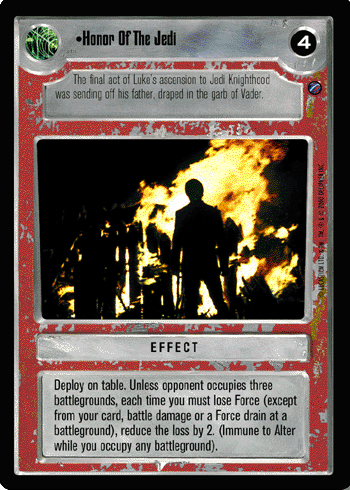 •Honor Of The Jedi
4
The final act of Luke's ascension to Jedi Knighthood
was sending off his father, draped in the garb of Vader.
EFFECT
Deploy on table. Unless opponent occupies three
battlegrounds, each time you must lose Force (except
from your card, battle damage or a Force drain at a
battleground), reduce the loss by 2. (Immune to Alter
while you occupy any battleground).